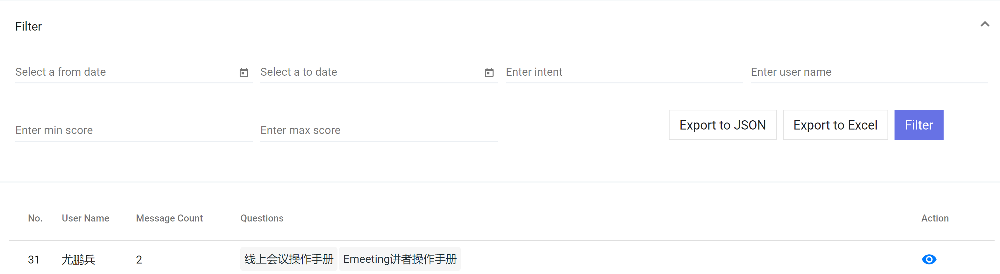 Filter
Select a from date Select a to date Enter intent Enter user name
Enter min score Enter max score Export to JSON Export to Excel Filter
No. User Name Message Count Questions Action
31 尤鹏兵 2 线上会议操作手册 Emeeting讲者操作手册